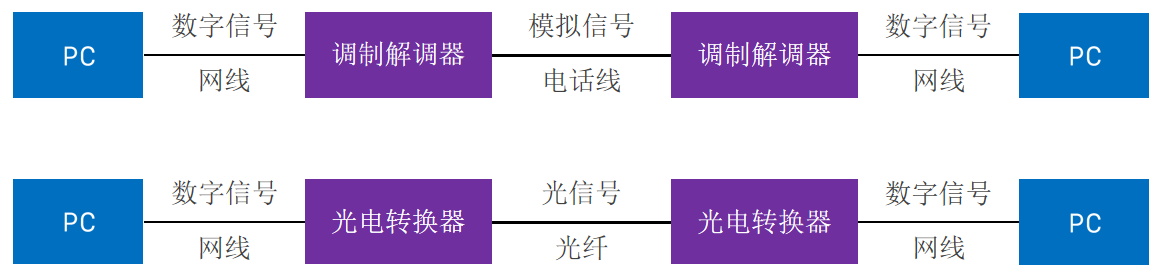 数字信号 模拟信号 数字信号
PC 调制解调器 调制解调器 PC
网线 电话线 网线
数字信号 光信号 数字信号
PC 光电转换器 光电转换器 PC
网线 光纤 网线